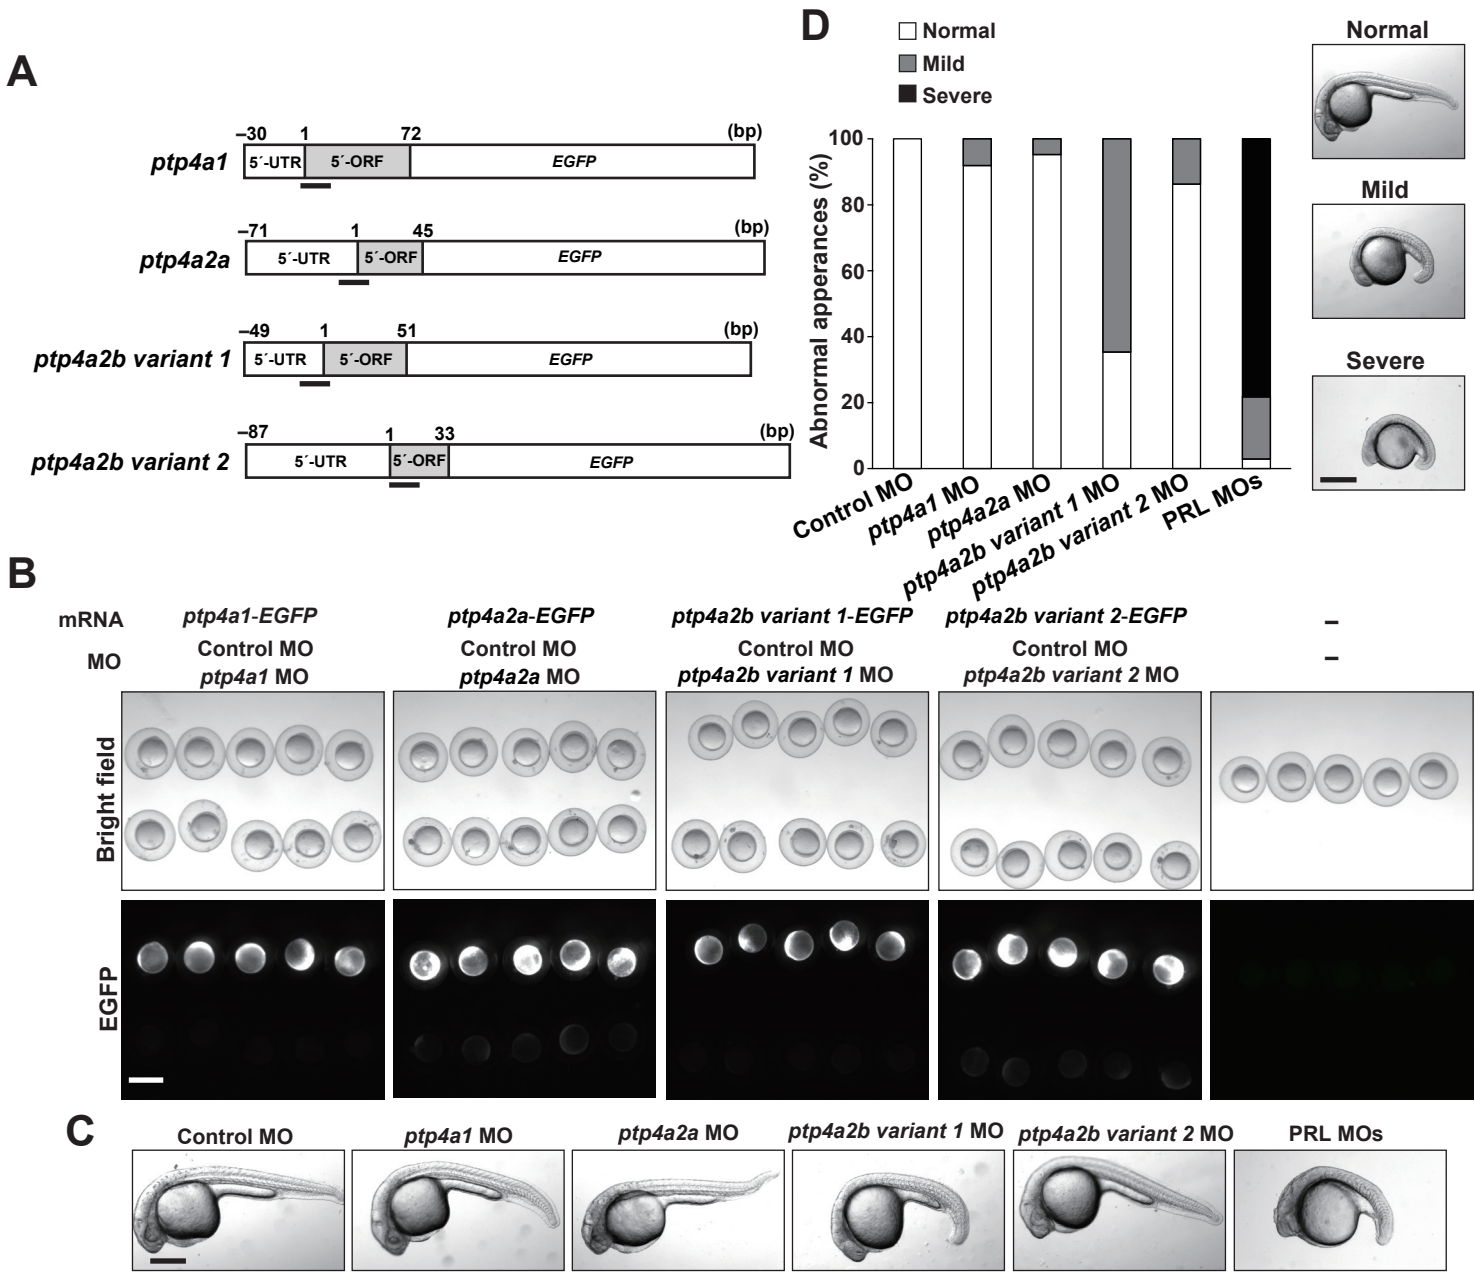 A
−30 1 72 (bp)
ptp4a1 5´-UTR 5´-ORF EGFP
−71 1 45 (bp)
ptp4a2a 5´-UTR 5´-ORF EGFP
−49 1 51 (bp)
ptp4a2b variant 1 5´-UTR 5´-ORF EGFP
−87 1 33 (bp)
ptp4a2b variant 2 5´-UTR 5´-ORF EGFP
D
Normal
Mild
Severe
Abnormal apperances (%)
100
80
60
40
20
0
Control MO
ptp4a1 MO
ptp4a2a MO
ptp4a2b variant 1 MO
ptp4a2b variant 2 MO
PRL MOs
Normal
Mild
Severe
B
mRNA ptp4a1-EGFP ptp4a2a-EGFP ptp4a2b variant 1-EGFP ptp4a2b variant 2-EGFP –
MO Control MO Control MO Control MO Control MO –
ptp4a1 MO ptp4a2a MO ptp4a2b variant 1 MO ptp4a2b variant 2 MO
Bright field
EGFP
C
Control MO ptp4a1 MO ptp4a2a MO ptp4a2b variant 1 MO ptp4a2b variant 2 MO PRL MOs